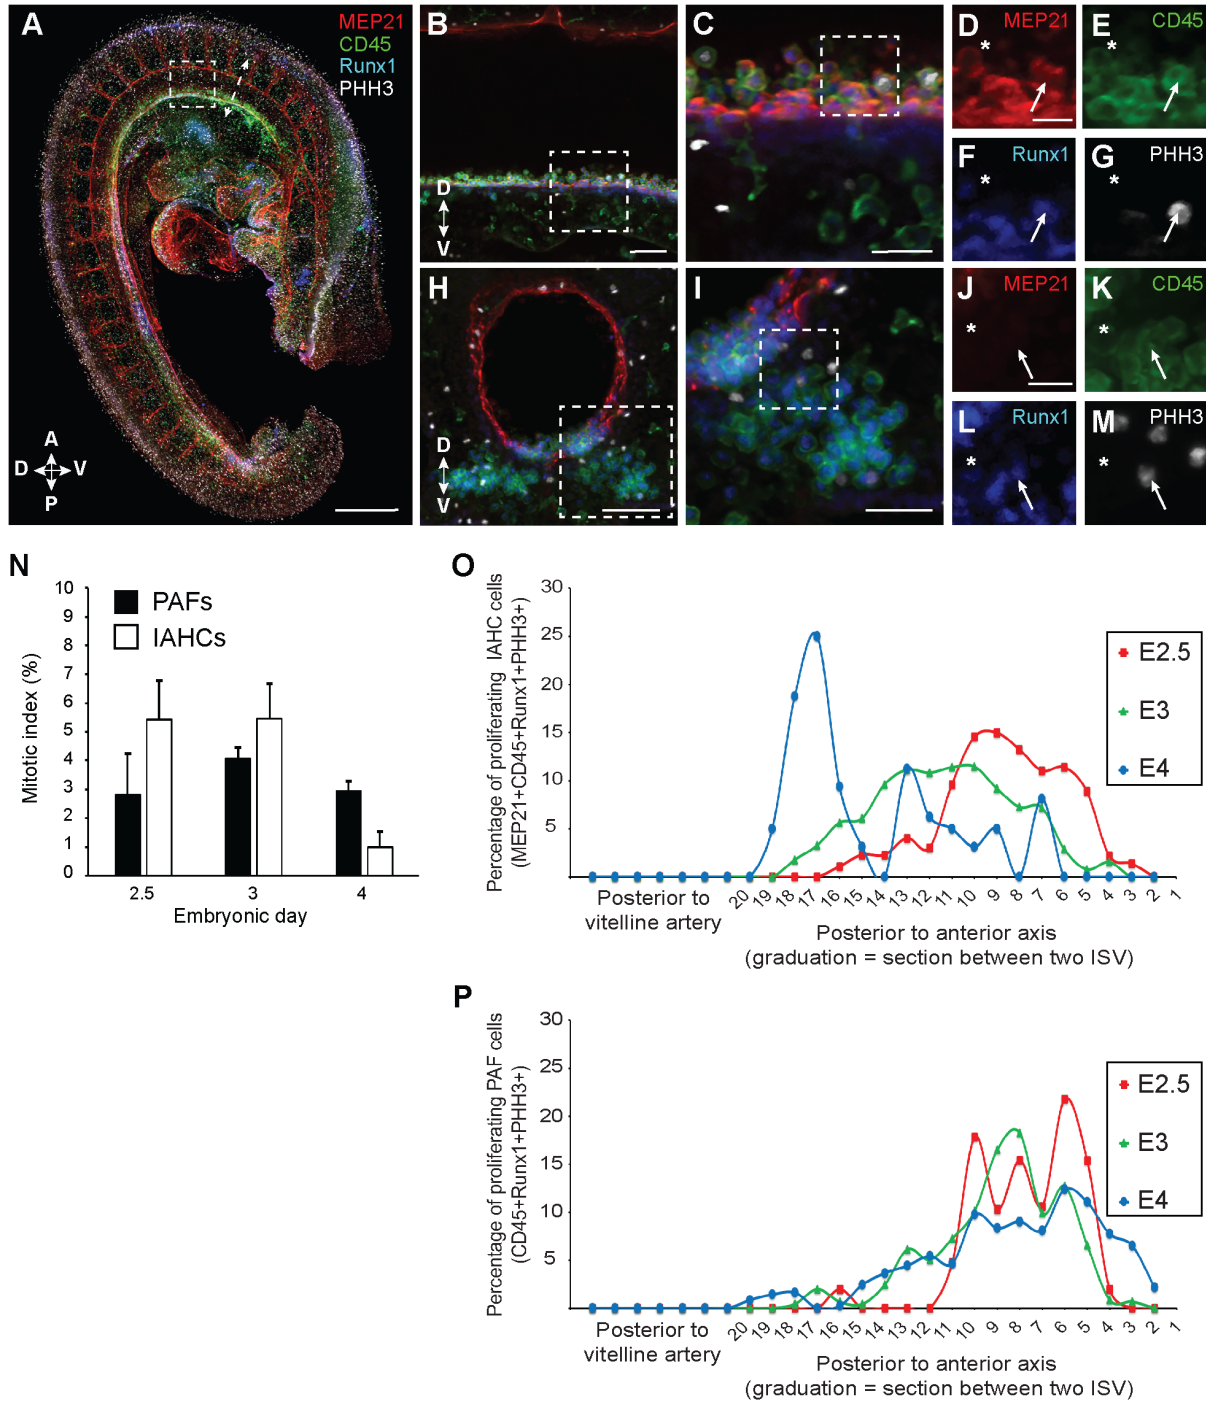 A
MEP21
CD45
Runx1
PHH3
A
D V
P
B
D
V
C
D MEP21
*
E CD45
*
F Runx1
*
G PHH3
*
H
D
V
I
J MEP21
*
K CD45
*
L Runx1
*
M PHH3
*
N
Mitotic index (%)
10
9
8
7
6
5
4
3
2
1
0
PAFs
IAHCs
2.5 3 4
Embryonic day
O
Percentage of proliferating IAHC cells
(MEP21+CD45+Runx1+PHH3+)
30
25
20
15
10
5
E2.5
E3
E4
20 19 18 17 16 15 14 13 12 11 10 9 8 7 6 5 4 3 2 1
Posterior to
vitelline artery
Posterior to anterior axis
(graduation = section between two ISV)
P
Percentage of proliferating PAF cells
(CD45+Runx1+PHH3+)
30
25
20
15
10
5
E2.5
E3
E4
20 19 18 17 16 15 14 13 12 11 10 9 8 7 6 5 4 3 2 1
Posterior to
vitelline artery
Posterior to anterior axis
(graduation = section between two ISV)